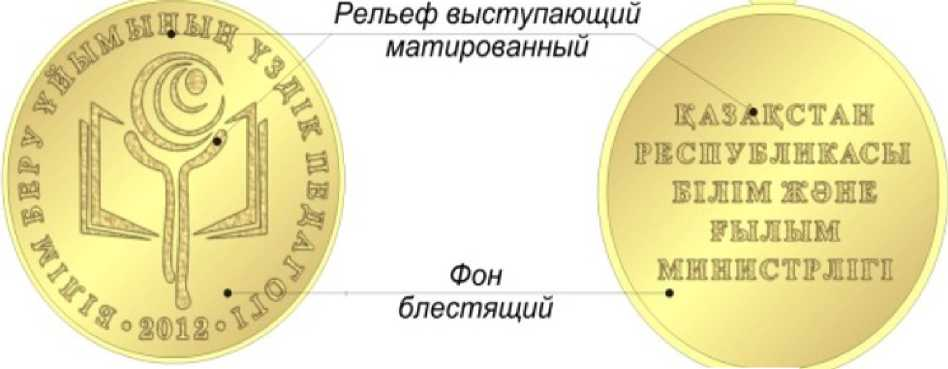 Рельеф выступающий
матированный
БІЛІМ БЕРУ ҰЙЫМЫНЫҢ ҮЗДІК ПЕДАГОГІ
• 2012 •
ҚАЗАҚСТАН
РЕСПУБЛИКАСЫ
БІЛІМ ЖӘНЕ
ҒЫЛЫМ
МИНИСТРЛІГІ
Фон
блестящий